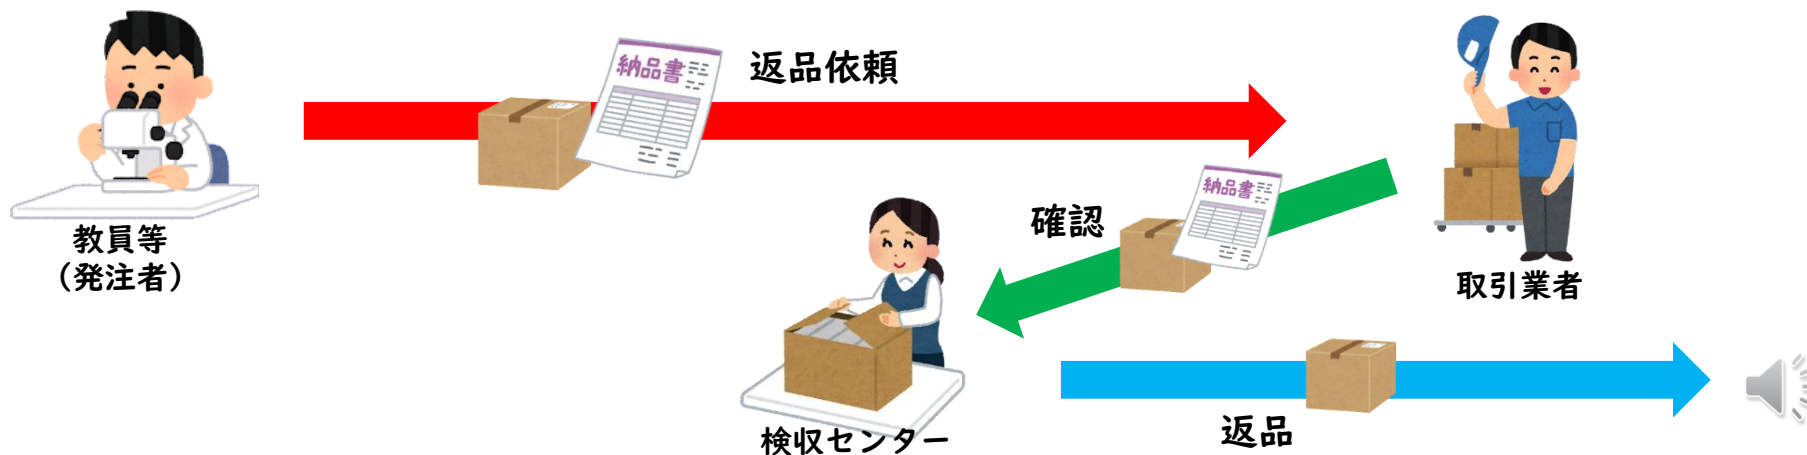 納品書
返品依頼
教員等
（発注者）
納品書
確認
取引業者
検収センター
返品